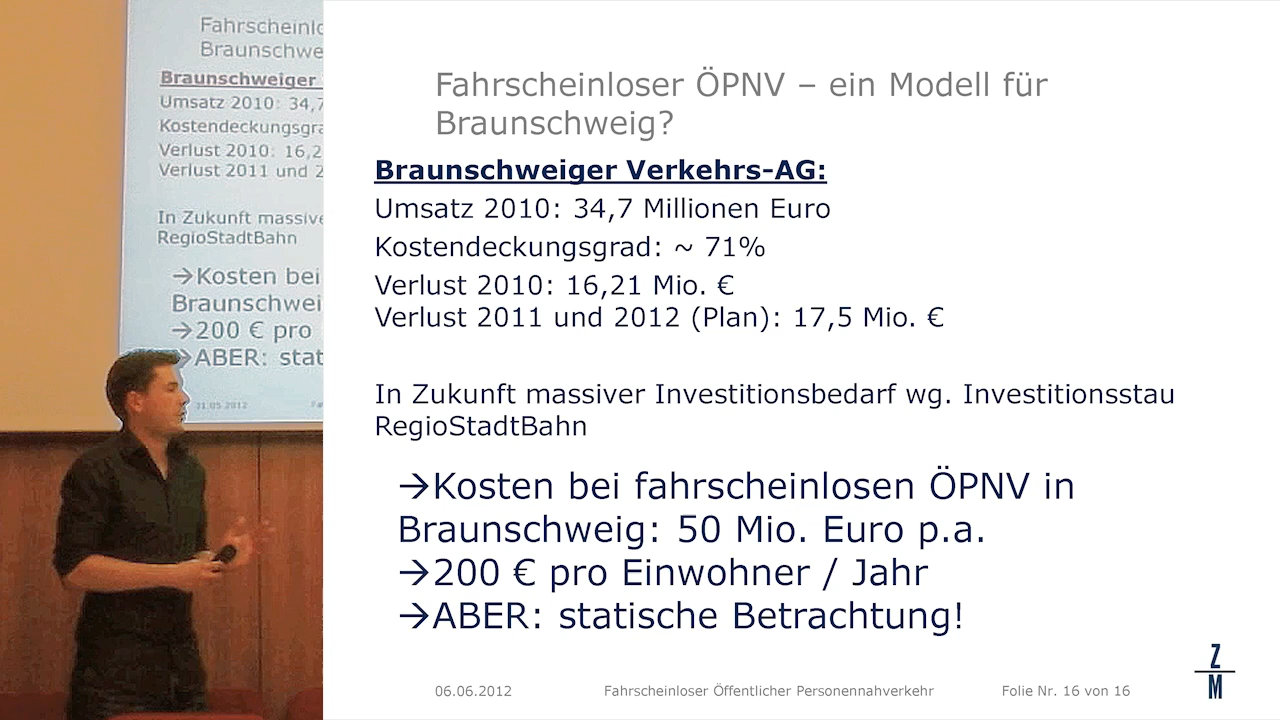 Fahrscheinlo
Braunschwe
Braunschweiger
Umsatz 2010: 34,7
Kostendeckungsgra
Verlust 2010: 16,2
Verlust 2011 und 2
In Zukunft massive
RegioStadtBahn
→Kosten bei
Braunschwei
→200 € pro
→ABER: stat
21.05.2012
Fahrscheinloser ÖPNV – ein Modell für
Braunschweig?
Braunschweiger Verkehrs-AG:
Umsatz 2010: 34,7 Millionen Euro
Kostendeckungsgrad: ~ 71%
Verlust 2010: 16,21 Mio. €
Verlust 2011 und 2012 (Plan): 17,5 Mio. €
In Zukunft massiver Investitionsbedarf wg. Investitionsstau
RegioStadtBahn
→Kosten bei fahrscheinlosen ÖPNV in
Braunschweig: 50 Mio. Euro p.a.
→200 € pro Einwohner / Jahr
→ABER: statische Betrachtung!
06.06.2012 Fahrscheinloser Öffentlicher Personennahverkehr Folie Nr. 16 von 16
Z
M